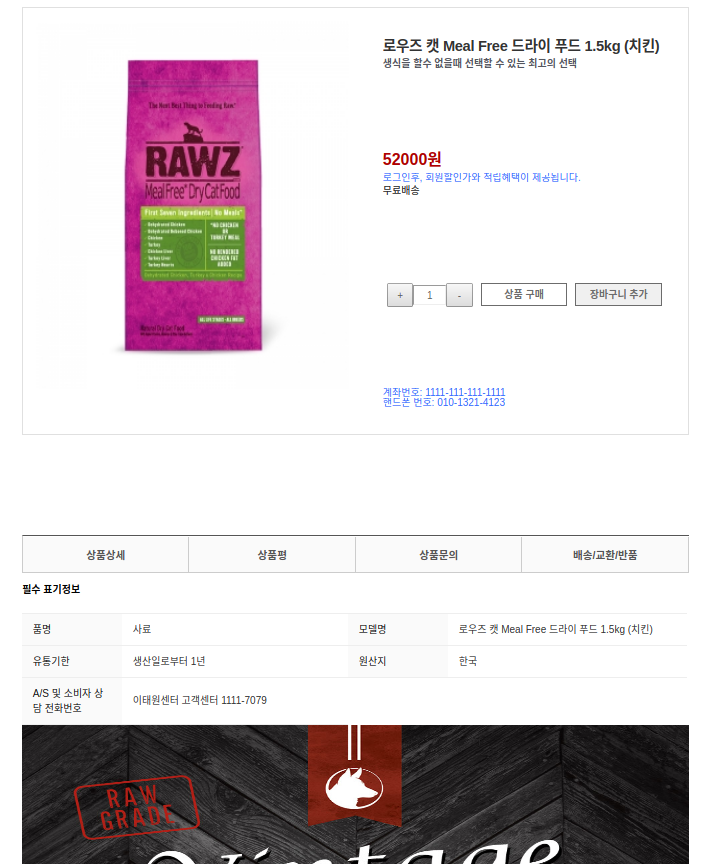 로우즈 캣 Meal Free 드라이 푸드 1.5kg (치킨)
생식을 할수 없을때 선택할 수 있는 최고의 선택
The Next Best Thing to Feeding Raw
RAWZ
Meal Free Dry Cat Food
First Seven Ingredients | No Meals
Dehydrated Chicken
Dehydrated Deboned Chicken
Chicken
Turkey
Chicken Liver
Turkey Liver
Turkey Hearts
"NO CHICKEN
OR
TURKEY MEAL
NO RENDERED
CHICKEN FAT
ADDED
Dehydrated Chicken, Turkey & Chicken Recipe
Natural Dry Cat Food
52000원
로그인후, 회원할인가와 적립혜택이 제공됩니다.
무료배송
+ 1 - 상품 구매 장바구니 추가
계좌번호: 1111-111-111-1111
핸드폰 번호: 010-1321-4123
상품상세 상품평 상품문의 배송/교환/반품
필수 표기정보
품명 사료 모델명 로우즈 캣 Meal Free 드라이 푸드 1.5kg (치킨)
유통기한 생산일로부터 1년 원산지 한국
A/S 및 소비자 상
담 전화번호 이태원센터 고객센터 1111-7079
RAW
GRADE
Vintage